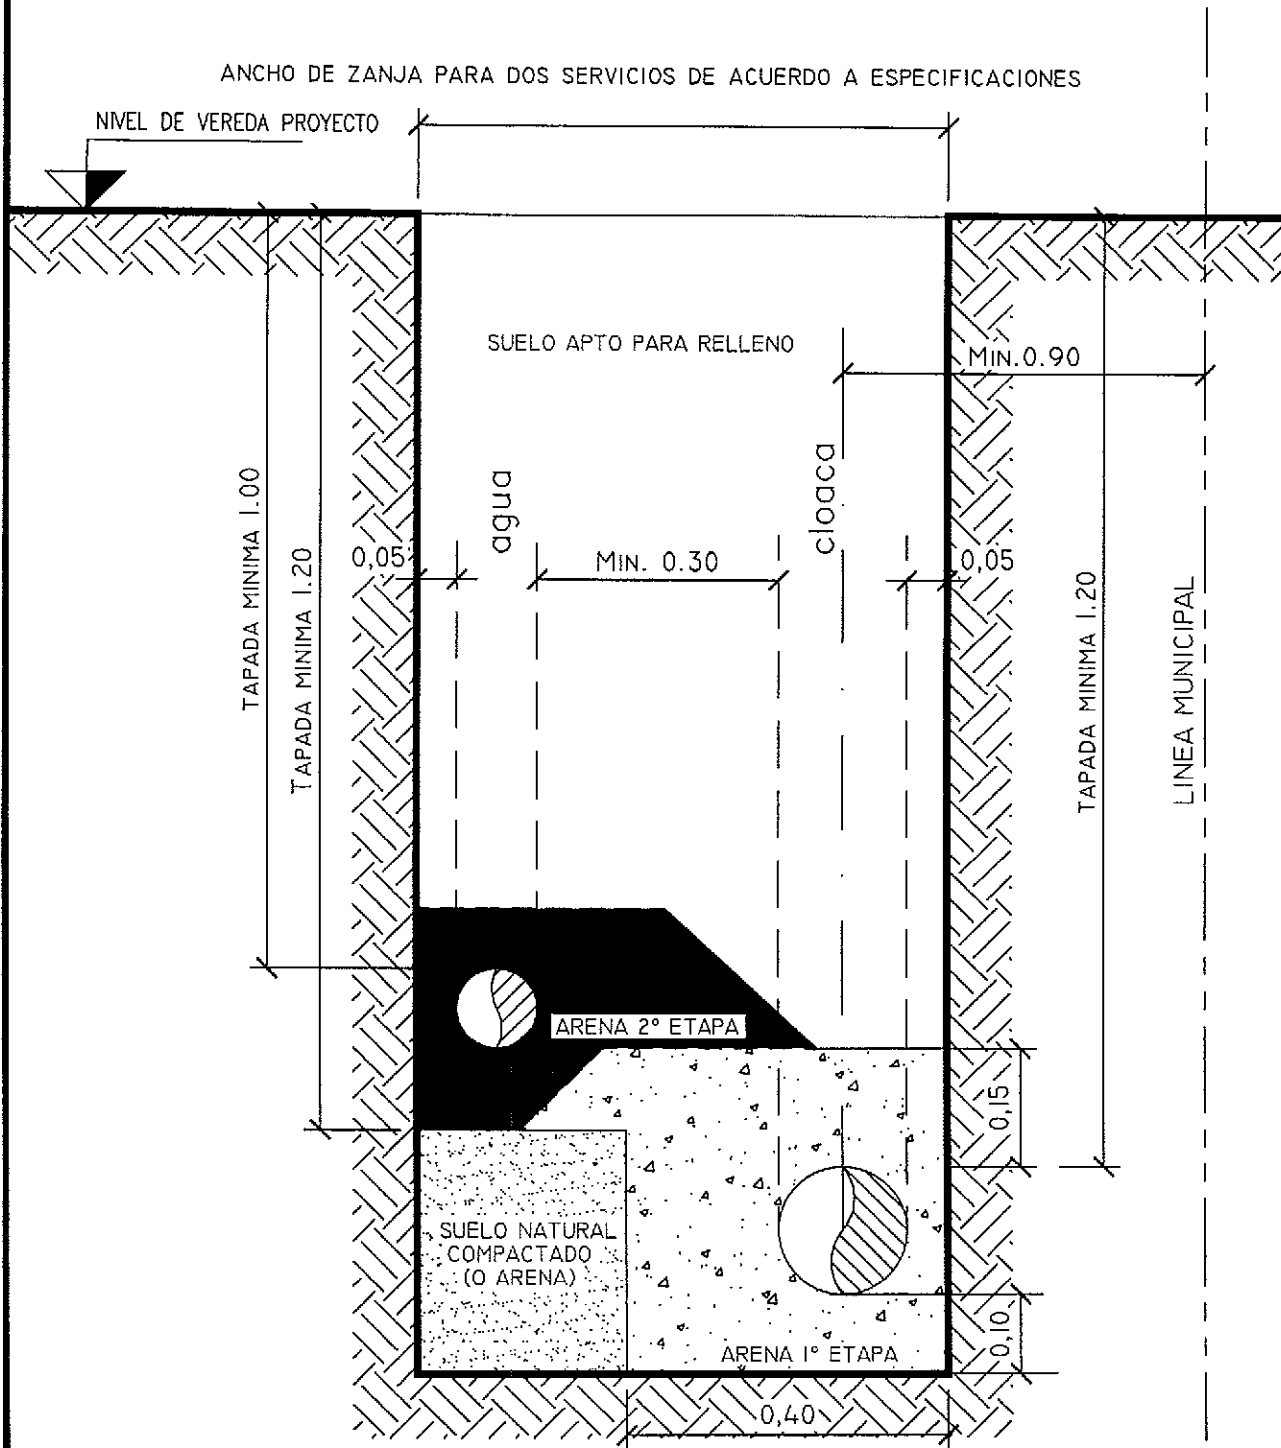 ANCHO DE ZANJA PARA DOS SERVICIOS DE ACUERDO A ESPECIFICACIONES
NIVEL DE VEREDA PROYECTO
SUELO APTO PARA RELLENO
MIN.0.90
agua
cloaca
TAPADA MINIMA 1.00
TAPADA MINIMA 1.20
0,05
MIN. 0.30
0,05
TAPADA MINIMA 1.20
LINEA MUNICIPAL
ARENA 2° ETAPA
0,15
SUELO NATURAL
COMPACTADO
(O ARENA)
ARENA 1° ETAPA
0,10
0,40